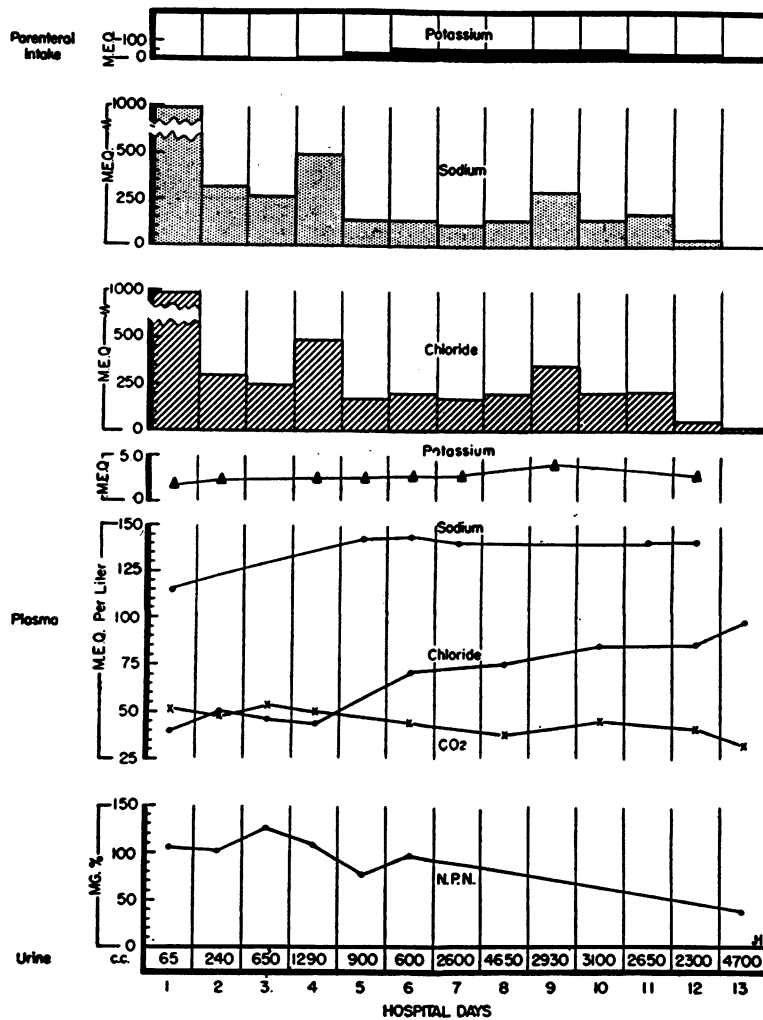 Parenteral Intake
M.E.Q.
100
0
Potassium
M.E.Q.
1000
500
250
0
Sodium
M.E.Q
1000
500
250
0
Chloride
M.E.Q.
5.0
0
Potassium
Plasma
M.E.Q. Per Liter
150
125
100
75
50
25
Sodium
Chloride
CO2
MG. %
150
100
50
0
N.P.N.
Urine c.c. 65 240 650 1290 900 600 2600 4650 2930 3100 2650 2300 4700
1 2 3. 4 5 6 7 8 9 10 11 12 13
HOSPITAL DAYS